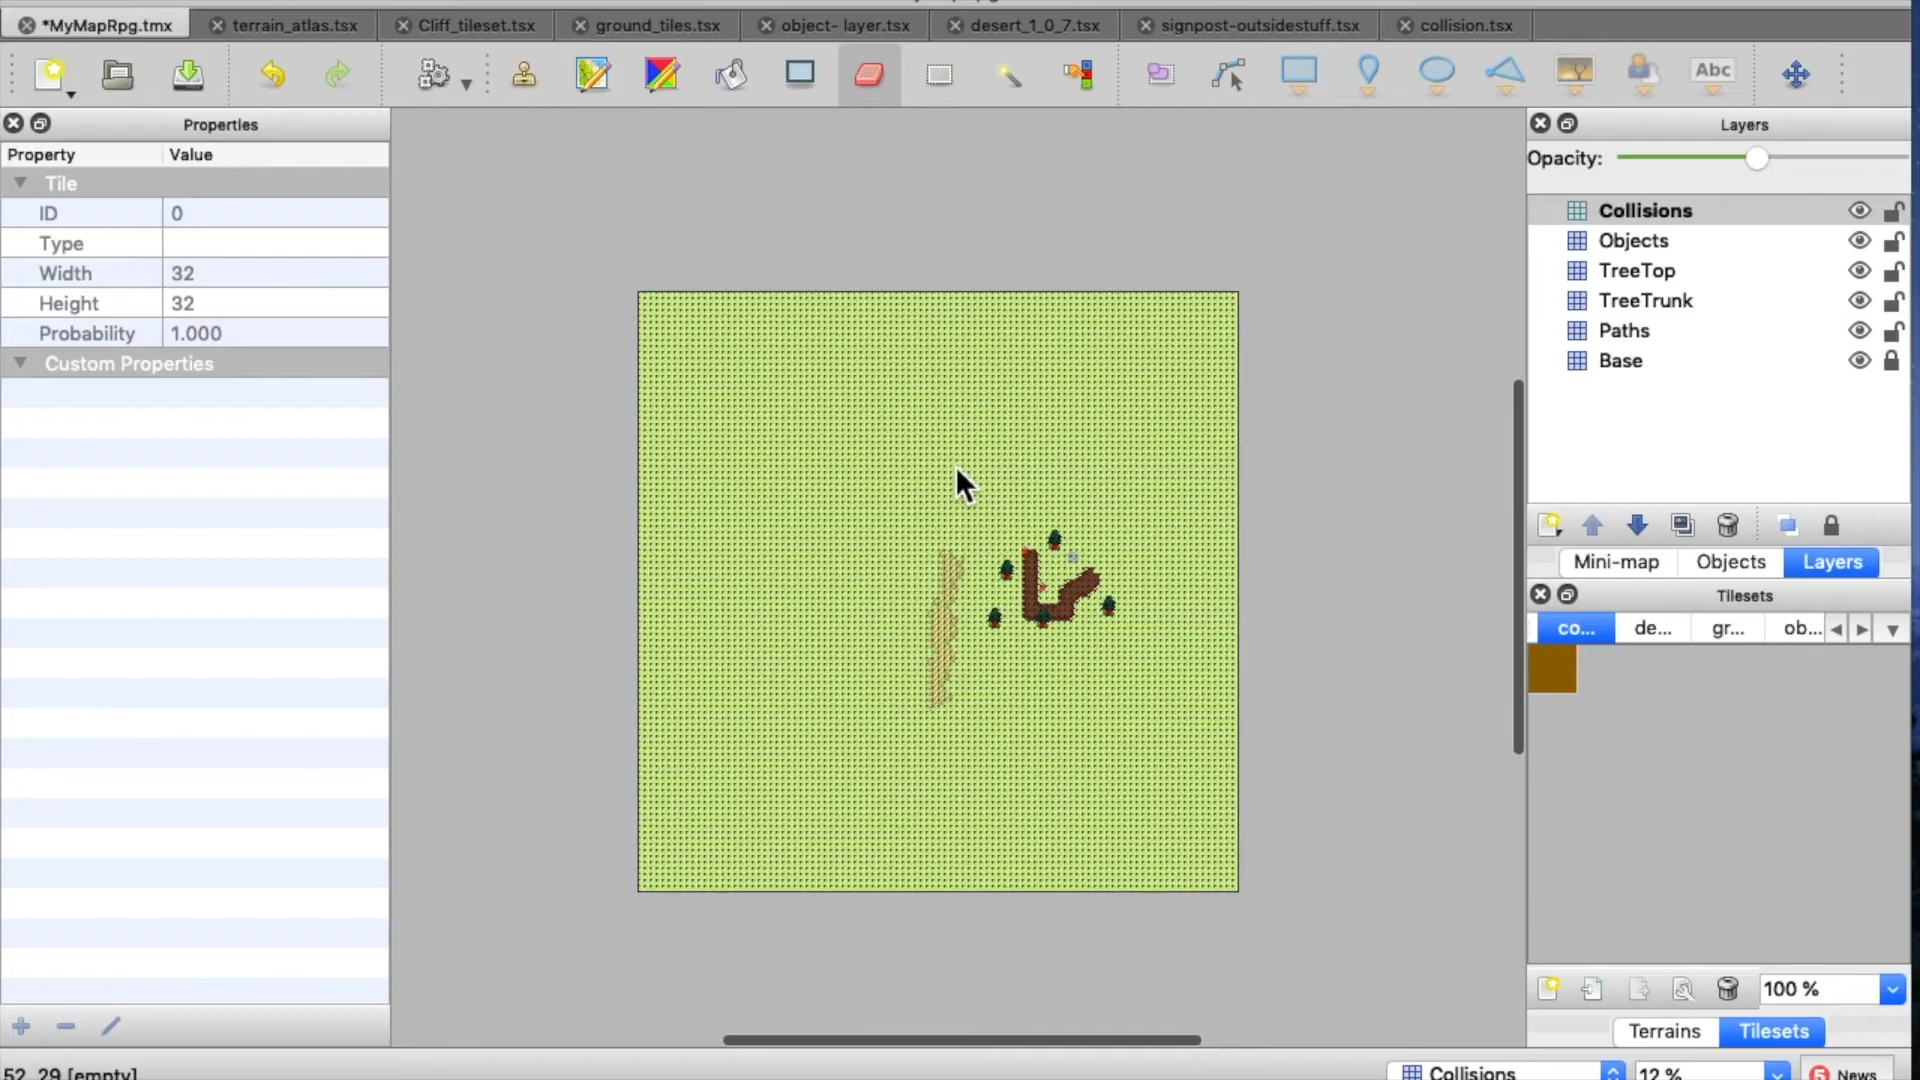 *MyMapRpg.tmx
terrain_atlas.tsx
Cliff_tileset.tsx
ground_tiles.tsx
object- layer.tsx
desert_1_0_7.tsx
signpost-outsidestuff.tsx
collision.tsx
Abc
Properties
Property Value
Tile
ID 0
Type
Width 32
Height 32
Probability 1.000
Custom Properties
Layers
Opacity:
Collisions
Objects
TreeTop
TreeTrunk
Paths
Base
Mini-map Objects Layers
Tilesets
co... de... gr... ob...
100 %
Terrains Tilesets
52, 29 [empty]
Collisions 12 % 5 News